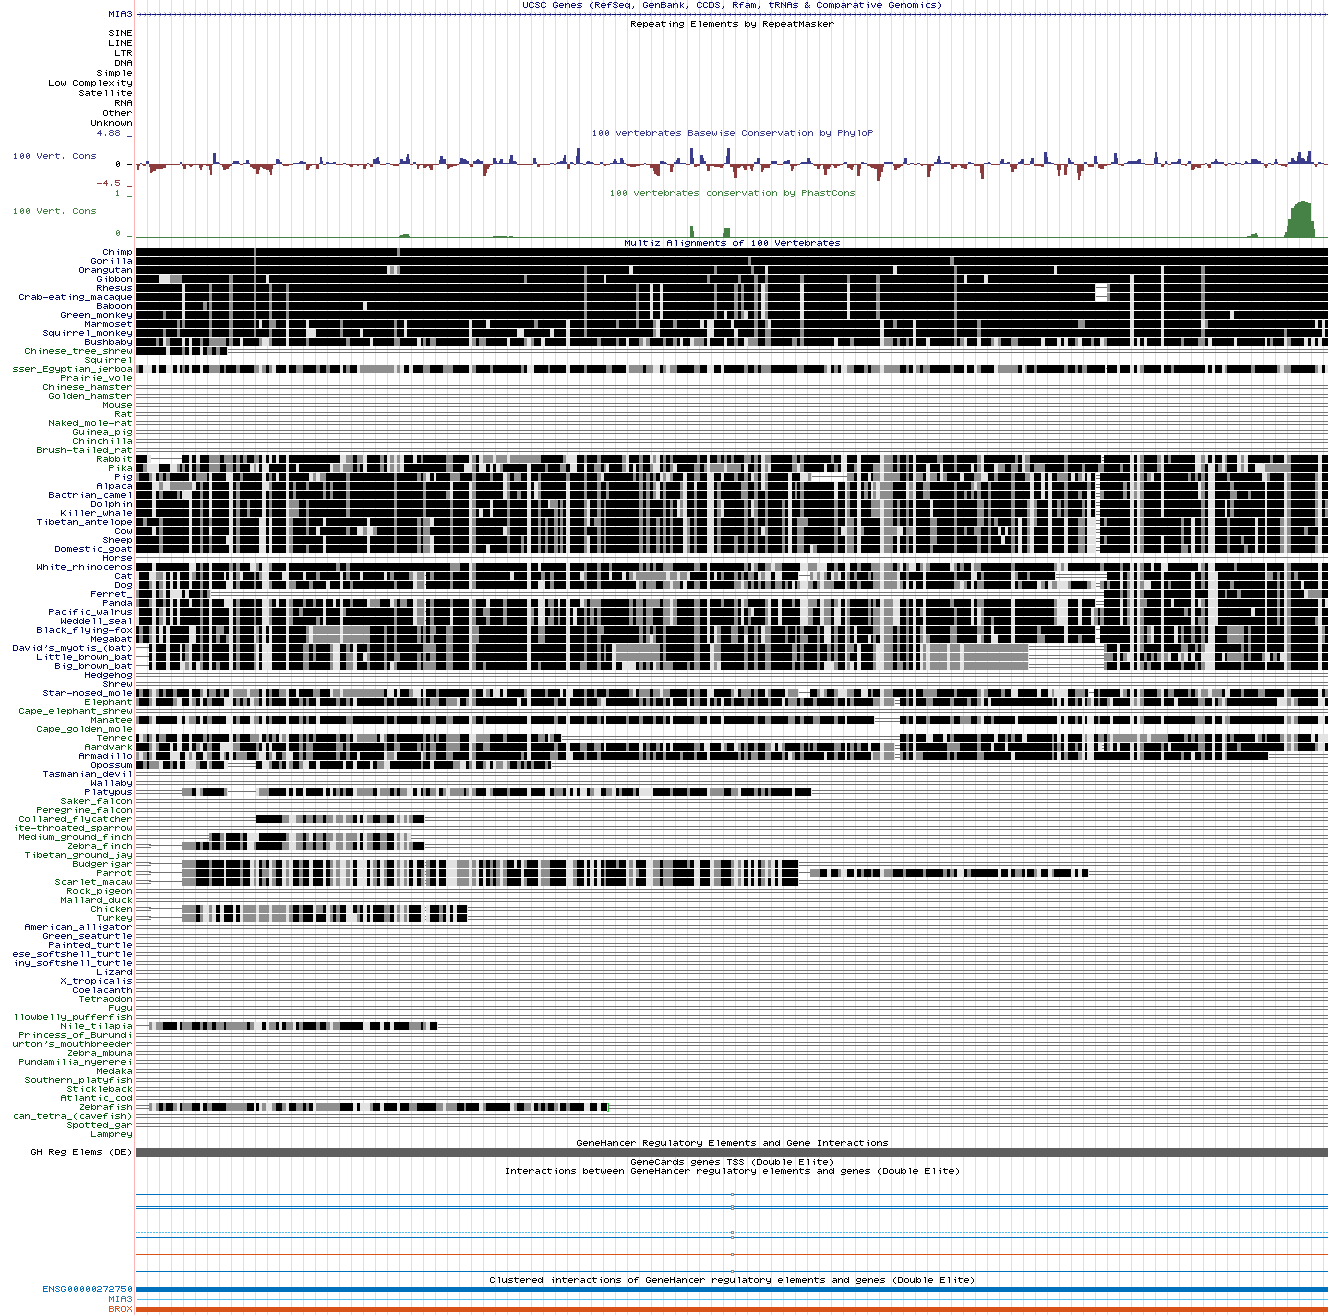 UCSC Genes (RefSeq, GenBank, CCDS, Rfam, tRNAs & Comparative Genomics)
MIA3
Repeating Elements by RepeatMasker
SINE
LINE
LTR
DNA
Simple
Low Complexity
Satellite
RNA
Other
Unknown
100 vertebrates Basewise Conservation by PhyloP
4.88 _
100 Vert. Cons
0 _
-4.5 _
100 vertebrates conservation by PhastCons
1 _
100 Vert. Cons
0 _
Multiz Alignments of 100 Vertebrates
Chimp
Gorilla
Orangutan
Gibbon
Rhesus
Crab-eating_macaque
Baboon
Green_monkey
Marmoset
Squirrel_monkey
Bushbaby
Chinese_tree_shrew
Squirrel
sser_Egyptian_jerboa
Prairie_vole
Chinese_hamster
Golden_hamster
Mouse
Rat
Naked_mole-rat
Guinea_pig
Chinchilla
Brush-tailed_rat
Rabbit
Pika
Pig
Alpaca
Bactrian_camel
Dolphin
Killer_whale
Tibetan_antelope
Cow
Sheep
Domestic_goat
Horse
White_rhinoceros
Cat
Dog
Ferret_
Panda
Pacific_walrus
Weddell_seal
Black_flying-fox
Megabat
David's_myotis_(bat)
Little_brown_bat
Big_brown_bat
Hedgehog
Shrew
Star-nosed_mole
Elephant
Cape_elephant_shrew
Manatee
Cape_golden_mole
Tenrec
Aardvark
Armadillo
Opossum
Tasmanian_devil
Wallaby
Platypus
Saker_falcon
Peregrine_falcon
Collared_flycatcher
ite-throated_sparrow
Medium_ground_finch
Zebra_finch
Tibetan_ground_jay
Budgerigar
Parrot
Scarlet_macaw
Rock_pigeon
Mallard_duck
Chicken
Turkey
American_alligator
Green_seaturtle
Painted_turtle
ese_softshell_turtle
iny_softshell_turtle
Lizard
X_tropicalis
Coelacanth
Tetraodon
Fugu
llowbelly_pufferfish
Nile_tilapia
Princess_of_Burundi
urton's_mouthbreeder
Zebra_mbuna
Pundamilia_nyererei
Medaka
Southern_platyfish
Stickleback
Atlantic_cod
Zebrafish
can_tetra_(cavefish)
Spotted_gar
Lamprey
GeneHancer Regulatory Elements and Gene Interactions
GH Reg Elems (DE)
GeneCards genes TSS (Double Elite)
Interactions between GeneHancer regulatory elements and genes (Double Elite)
Clustered interactions of GeneHancer regulatory elements and genes (Double Elite)
ENSG00000272750
MIA3
BROX